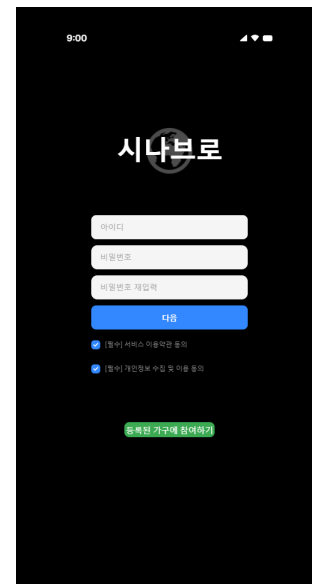 9:00
시나브로
아이디
비밀번호
비밀번호 재입력
다음
[필수] 서비스 이용약관 동의
[필수] 개인정보 수집 및 이용 동의
등록된 가구에 참여하기